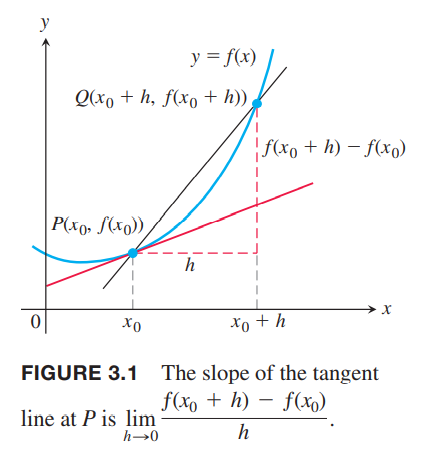 y
y = f(x)
Q(x₀ + h, f(x₀ + h))
f(x₀ + h) − f(x₀)
P(x₀, f(x₀))
h
0
x₀
x₀ + h
x
FIGURE 3.1 The slope of the tangent
line at P is lim h→0 (f(x₀ + h) − f(x₀))/h.